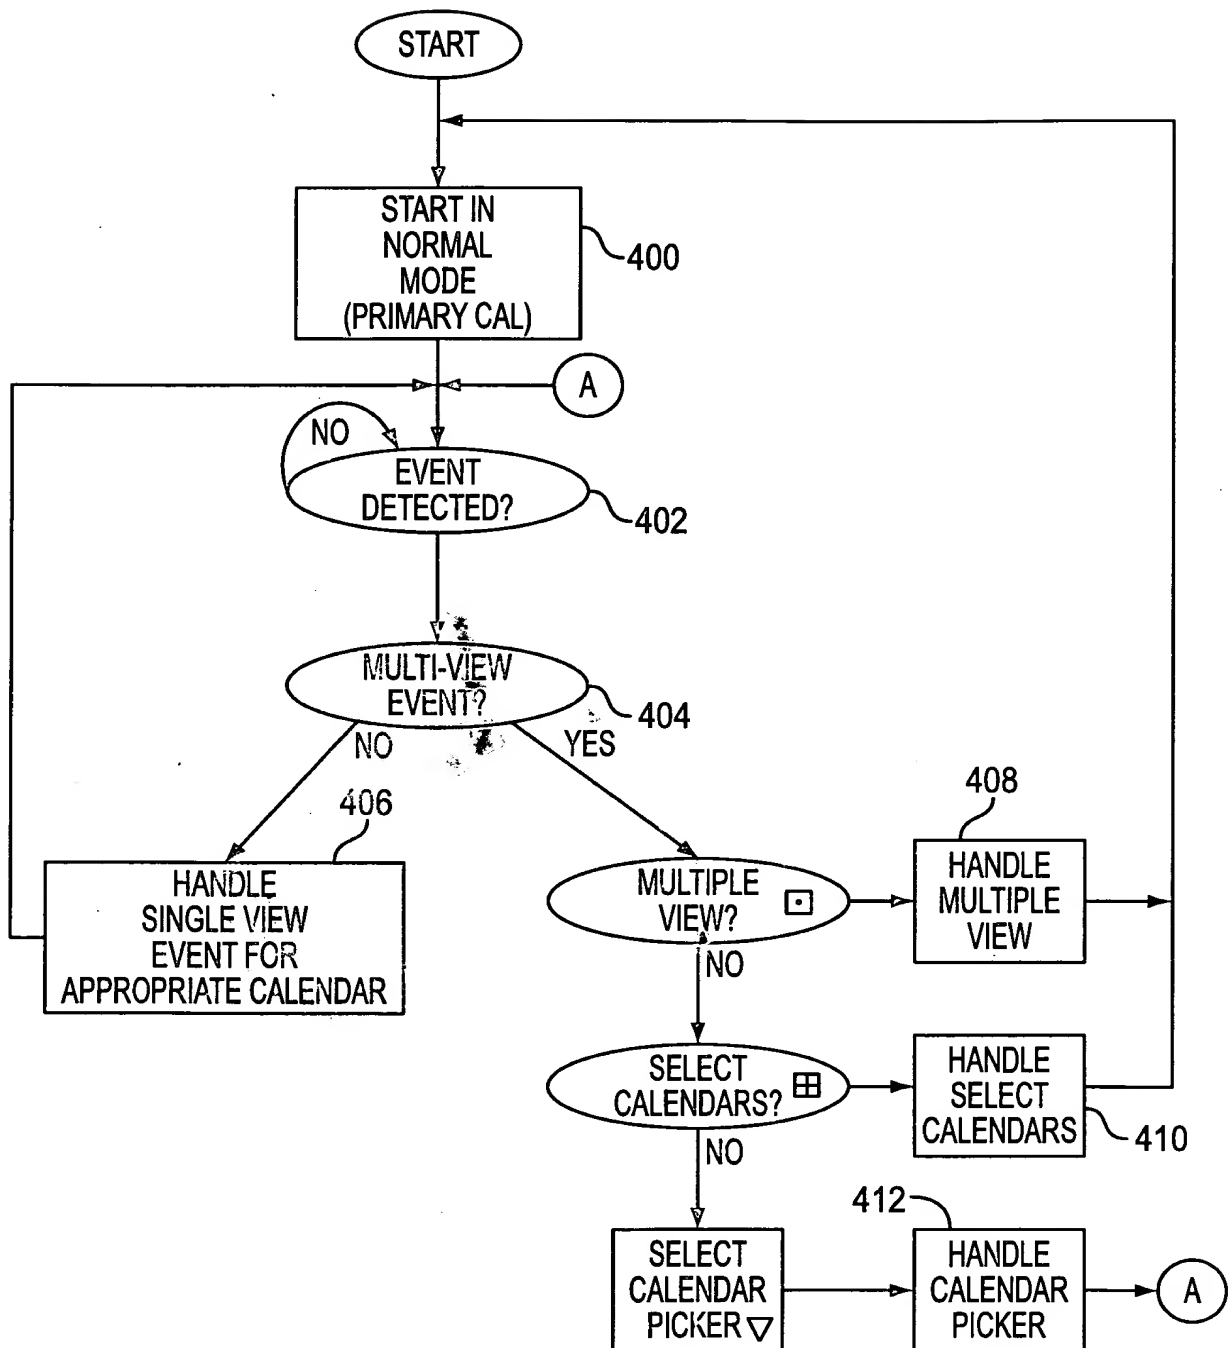 START
START IN
NORMAL
MODE
(PRIMARY CAL)
400
A
NO
EVENT
DETECTED?
402
MULTI-VIEW
EVENT?
404
NO
YES
406
HANDLE
SINGLE VIEW
EVENT FOR
APPROPRIATE CALENDAR
MULTIPLE
VIEW?
408
HANDLE
MULTIPLE
VIEW
NO
SELECT
CALENDARS?
HANDLE
SELECT
CALENDARS
410
NO
SELECT
CALENDAR
PICKER
412
HANDLE
CALENDAR
PICKER
A